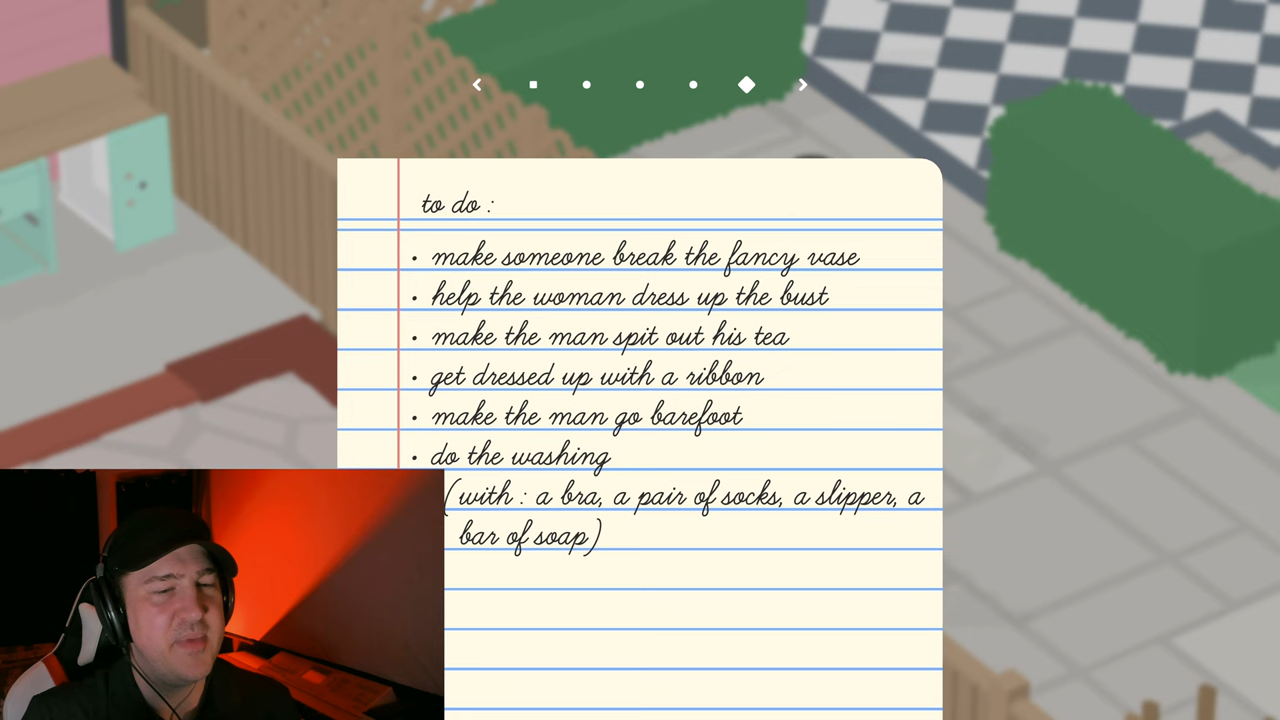 to do :
• make someone break the fancy vase
• help the woman dress up the bust
• make the man spit out his tea
• get dressed up with a ribbon
• make the man go barefoot
• do the washing
(with : a bra, a pair of socks, a slipper, a
bar of soap)